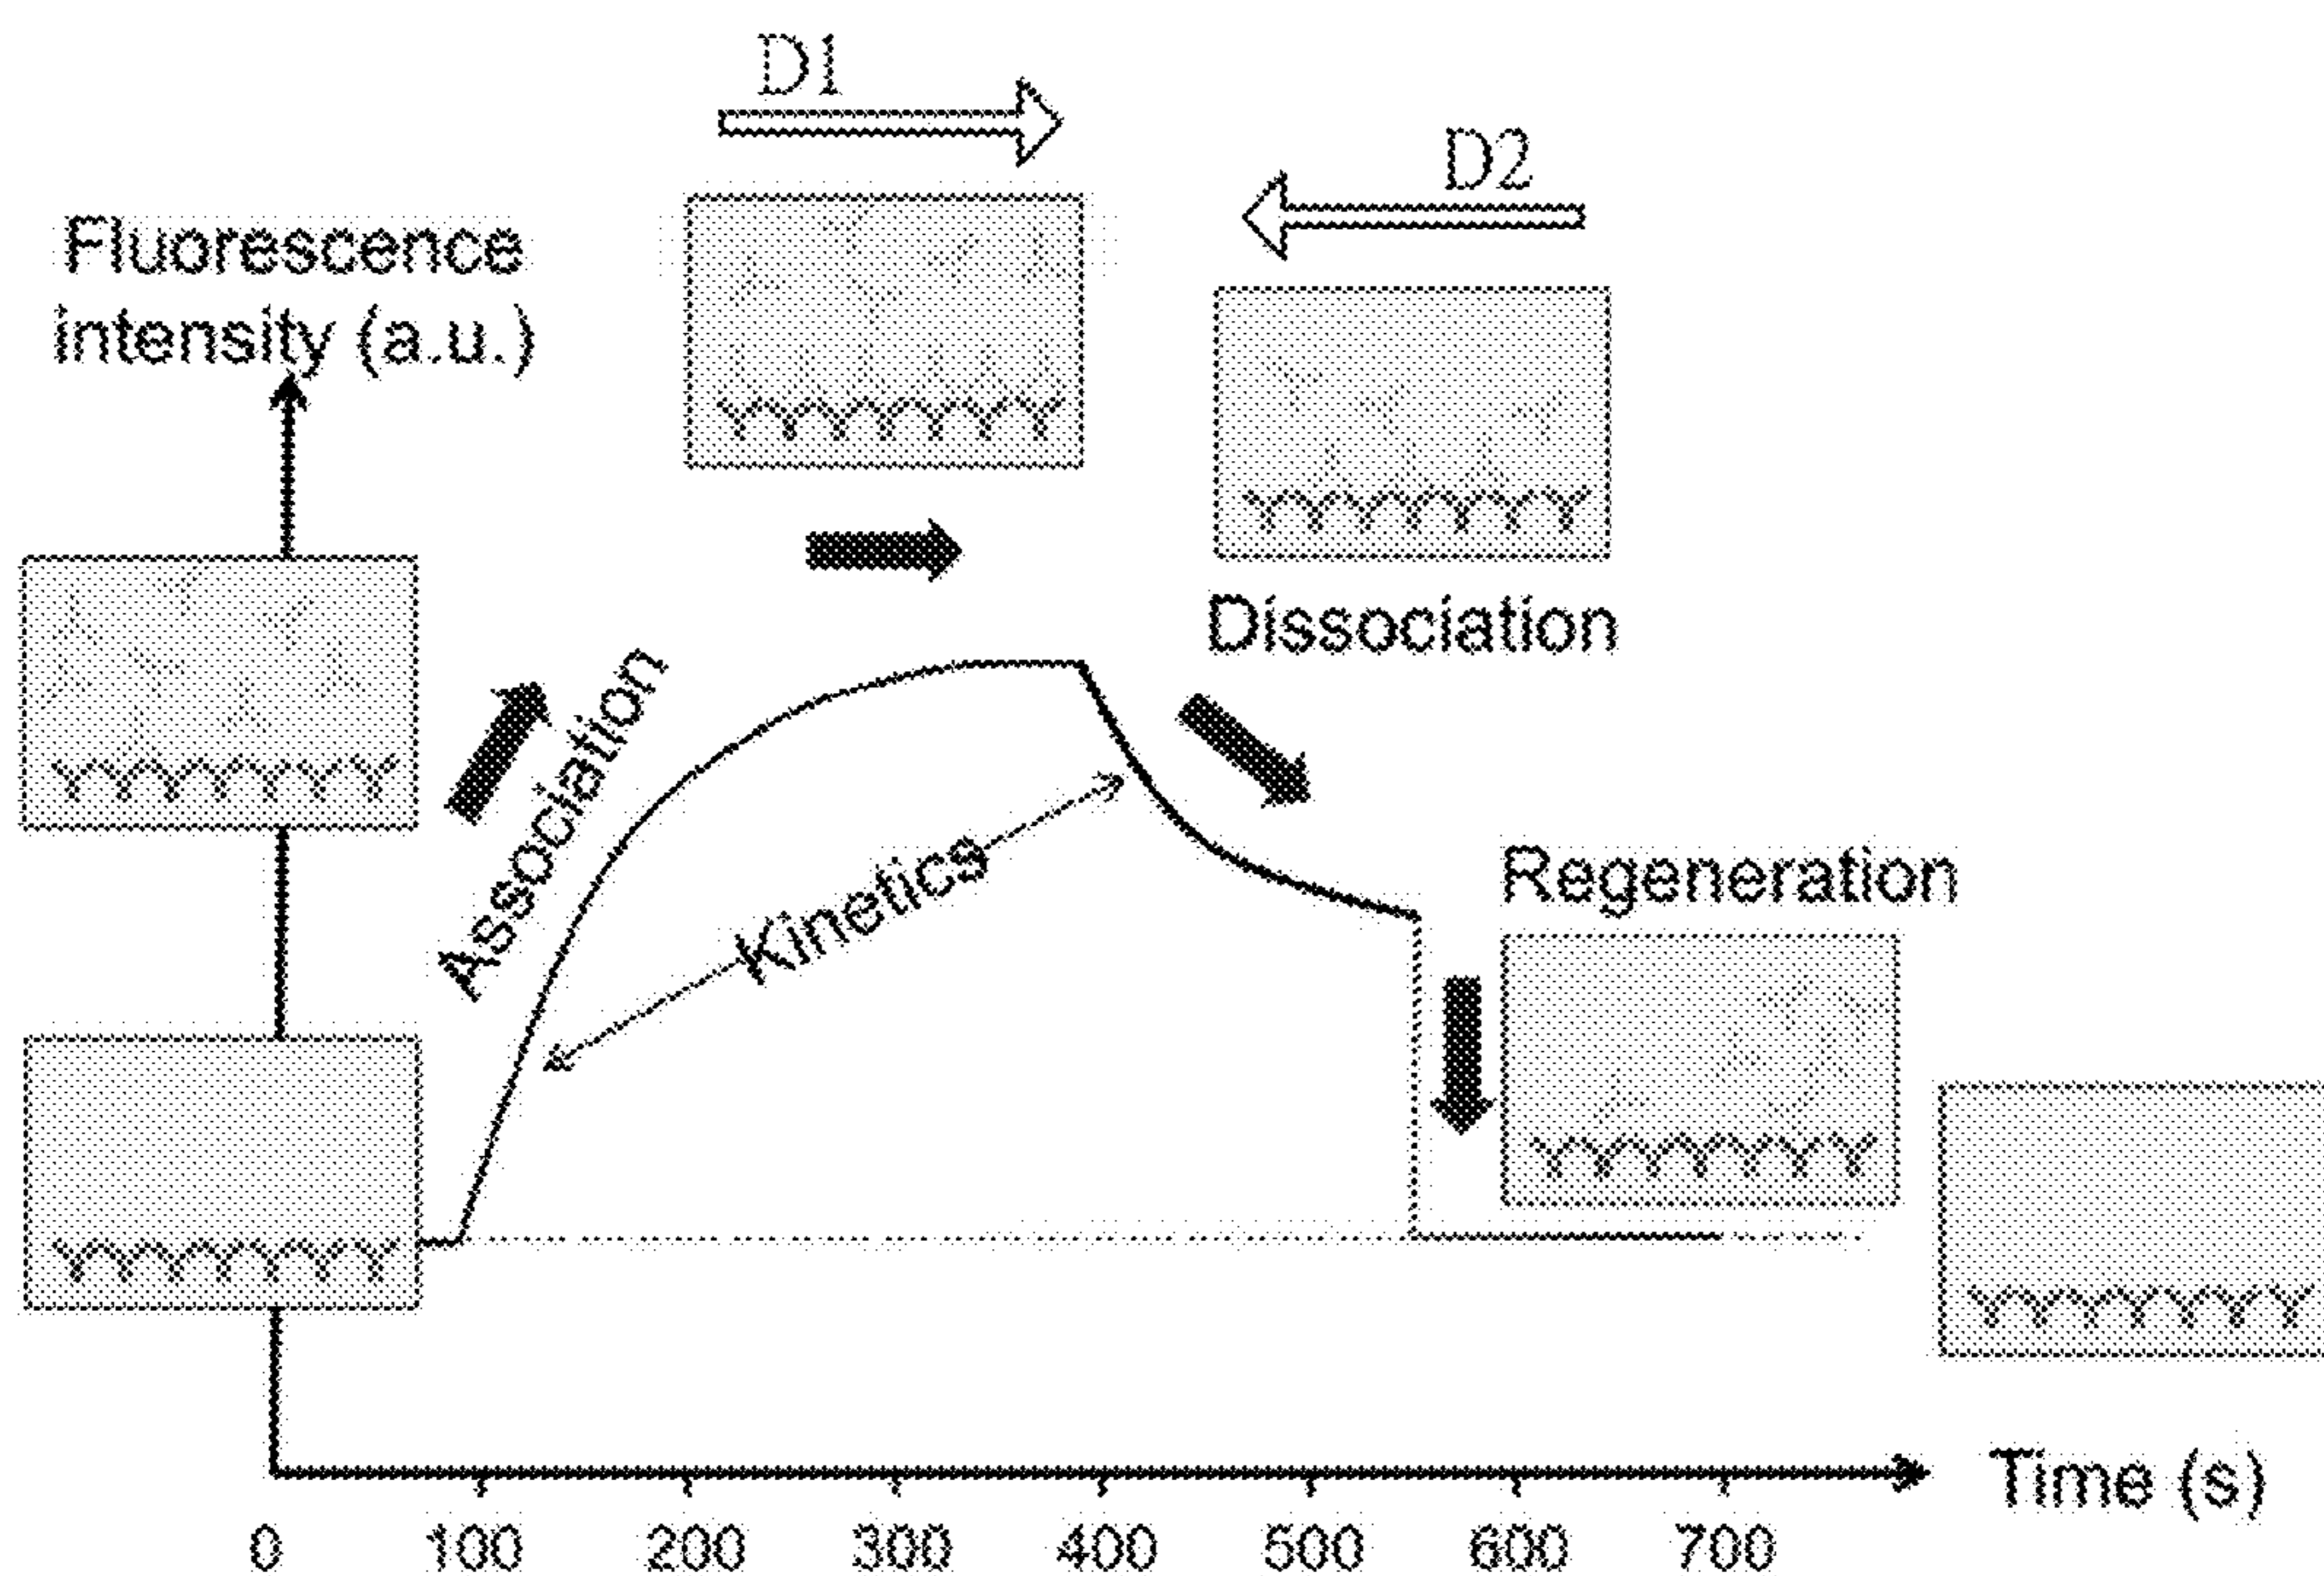 D1
D2
Fluorescence
intensity (a.u.)
Dissociation
Association
Kinetics
Regeneration
Time (s)
0 100 200 300 400 500 600 700